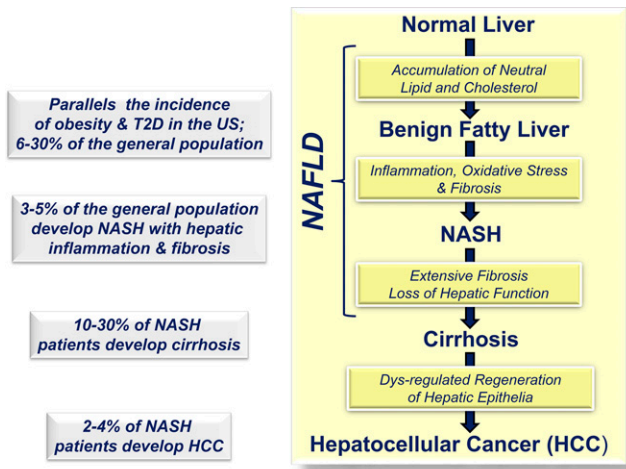 Normal Liver
Accumulation of Neutral
Lipid and Cholesterol
Parallels the incidence
of obesity & T2D in the US;
6-30% of the general population
Benign Fatty Liver
Inflammation, Oxidative Stress
& Fibrosis
NAFLD
3-5% of the general population
develop NASH with hepatic
inflammation & fibrosis
NASH
Extensive Fibrosis
Loss of Hepatic Function
10-30% of NASH
patients develop cirrhosis
Cirrhosis
Dys-regulated Regeneration
of Hepatic Epithelia
2-4% of NASH
patients develop HCC
Hepatocellular Cancer (HCC)